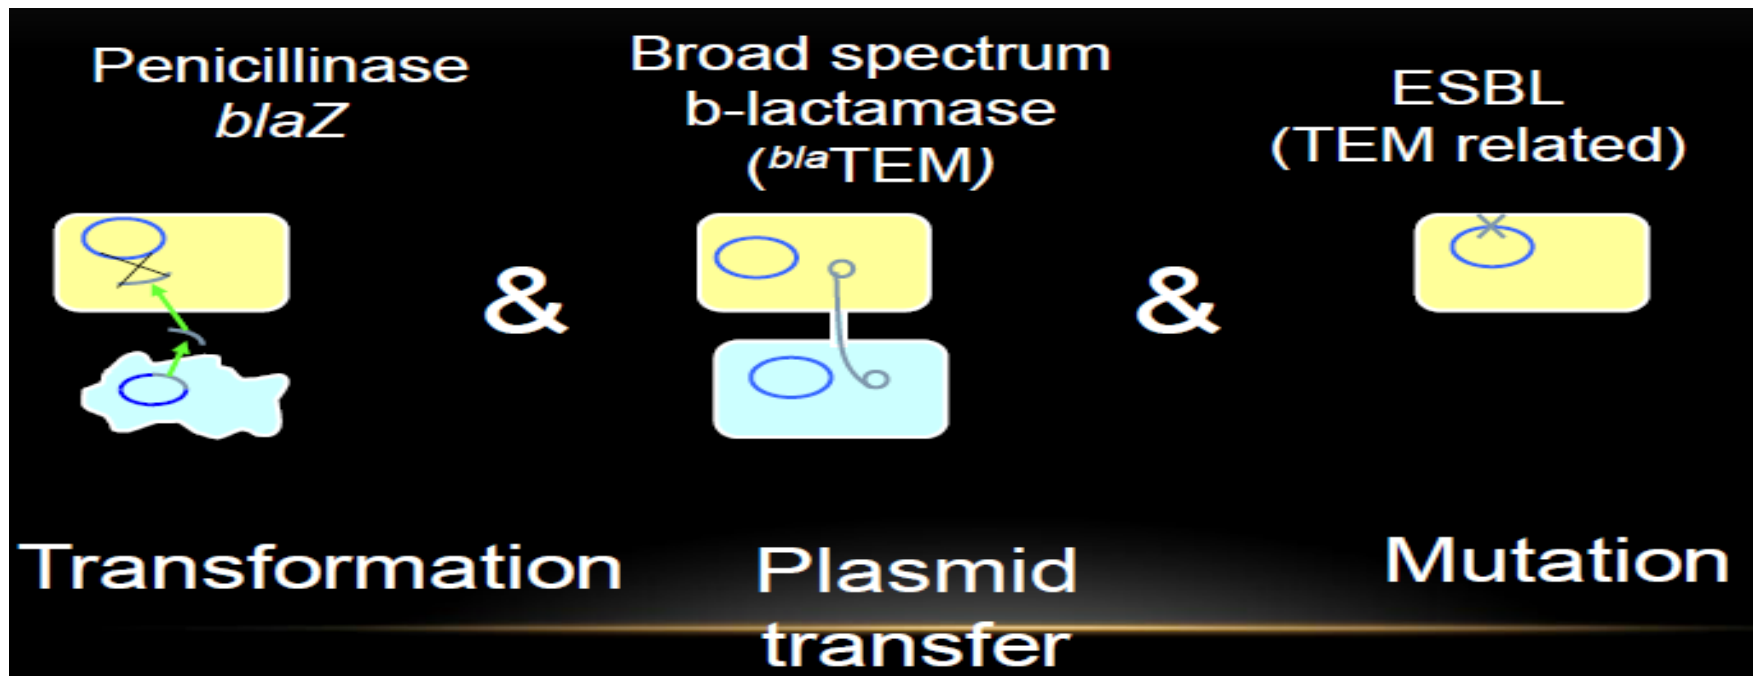 Penicillinase
blaZ
&
Broad spectrum
b-lactamase
(blaTEM)
&
ESBL
(TEM related)
Transformation
Plasmid
transfer
Mutation